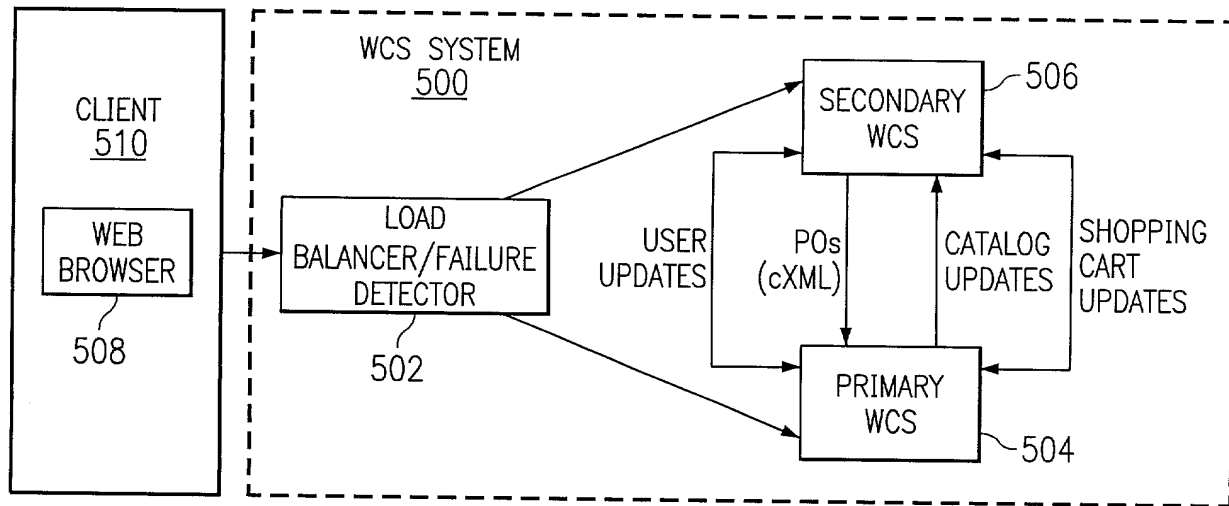 CLIENT
510
WEB
BROWSER
508
WCS SYSTEM
500
LOAD
BALANCER/FAILURE
DETECTOR
502
SECONDARY
WCS
506
USER
UPDATES
POs
(cXML)
CATALOG
UPDATES
SHOPPING
CART
UPDATES
PRIMARY
WCS
504